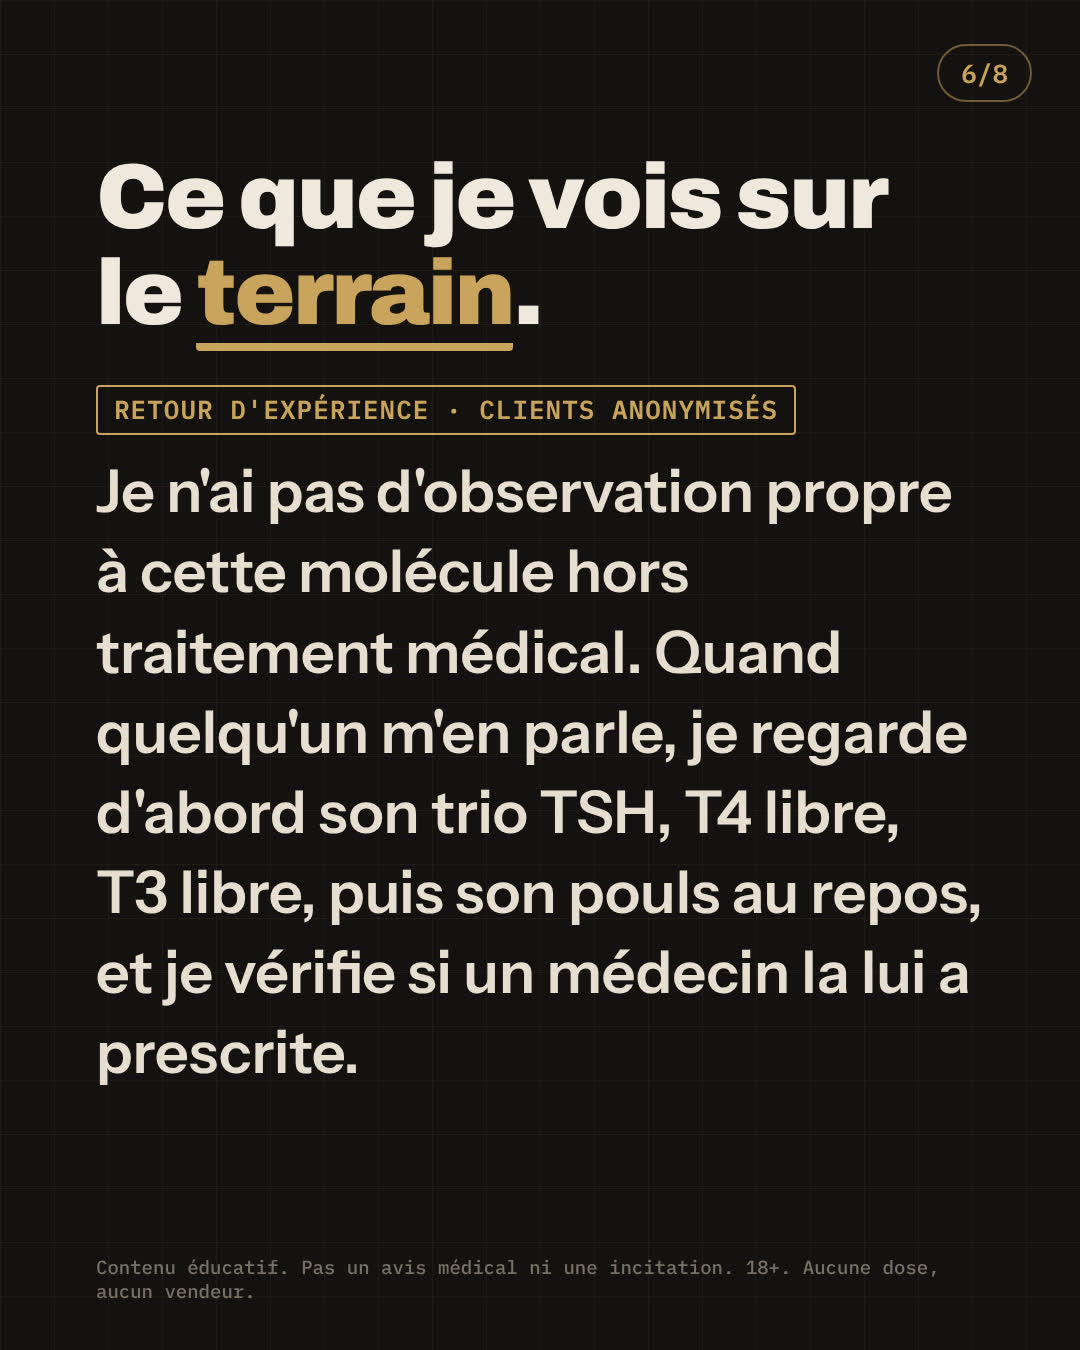 6/8
Ce que je vois sur
le terrain.
RETOUR D'EXPÉRIENCE · CLIENTS ANONYMISÉS
Je n'ai pas d'observation propre
à cette molécule hors
traitement médical. Quand
quelqu'un m'en parle, je regarde
d'abord son trio TSH, T4 libre,
T3 libre, puis son pouls au repos,
et je vérifie si un médecin la lui a
prescrite.
Contenu éducatif. Pas un avis médical ni une incitation. 18+. Aucune dose,
aucun vendeur.